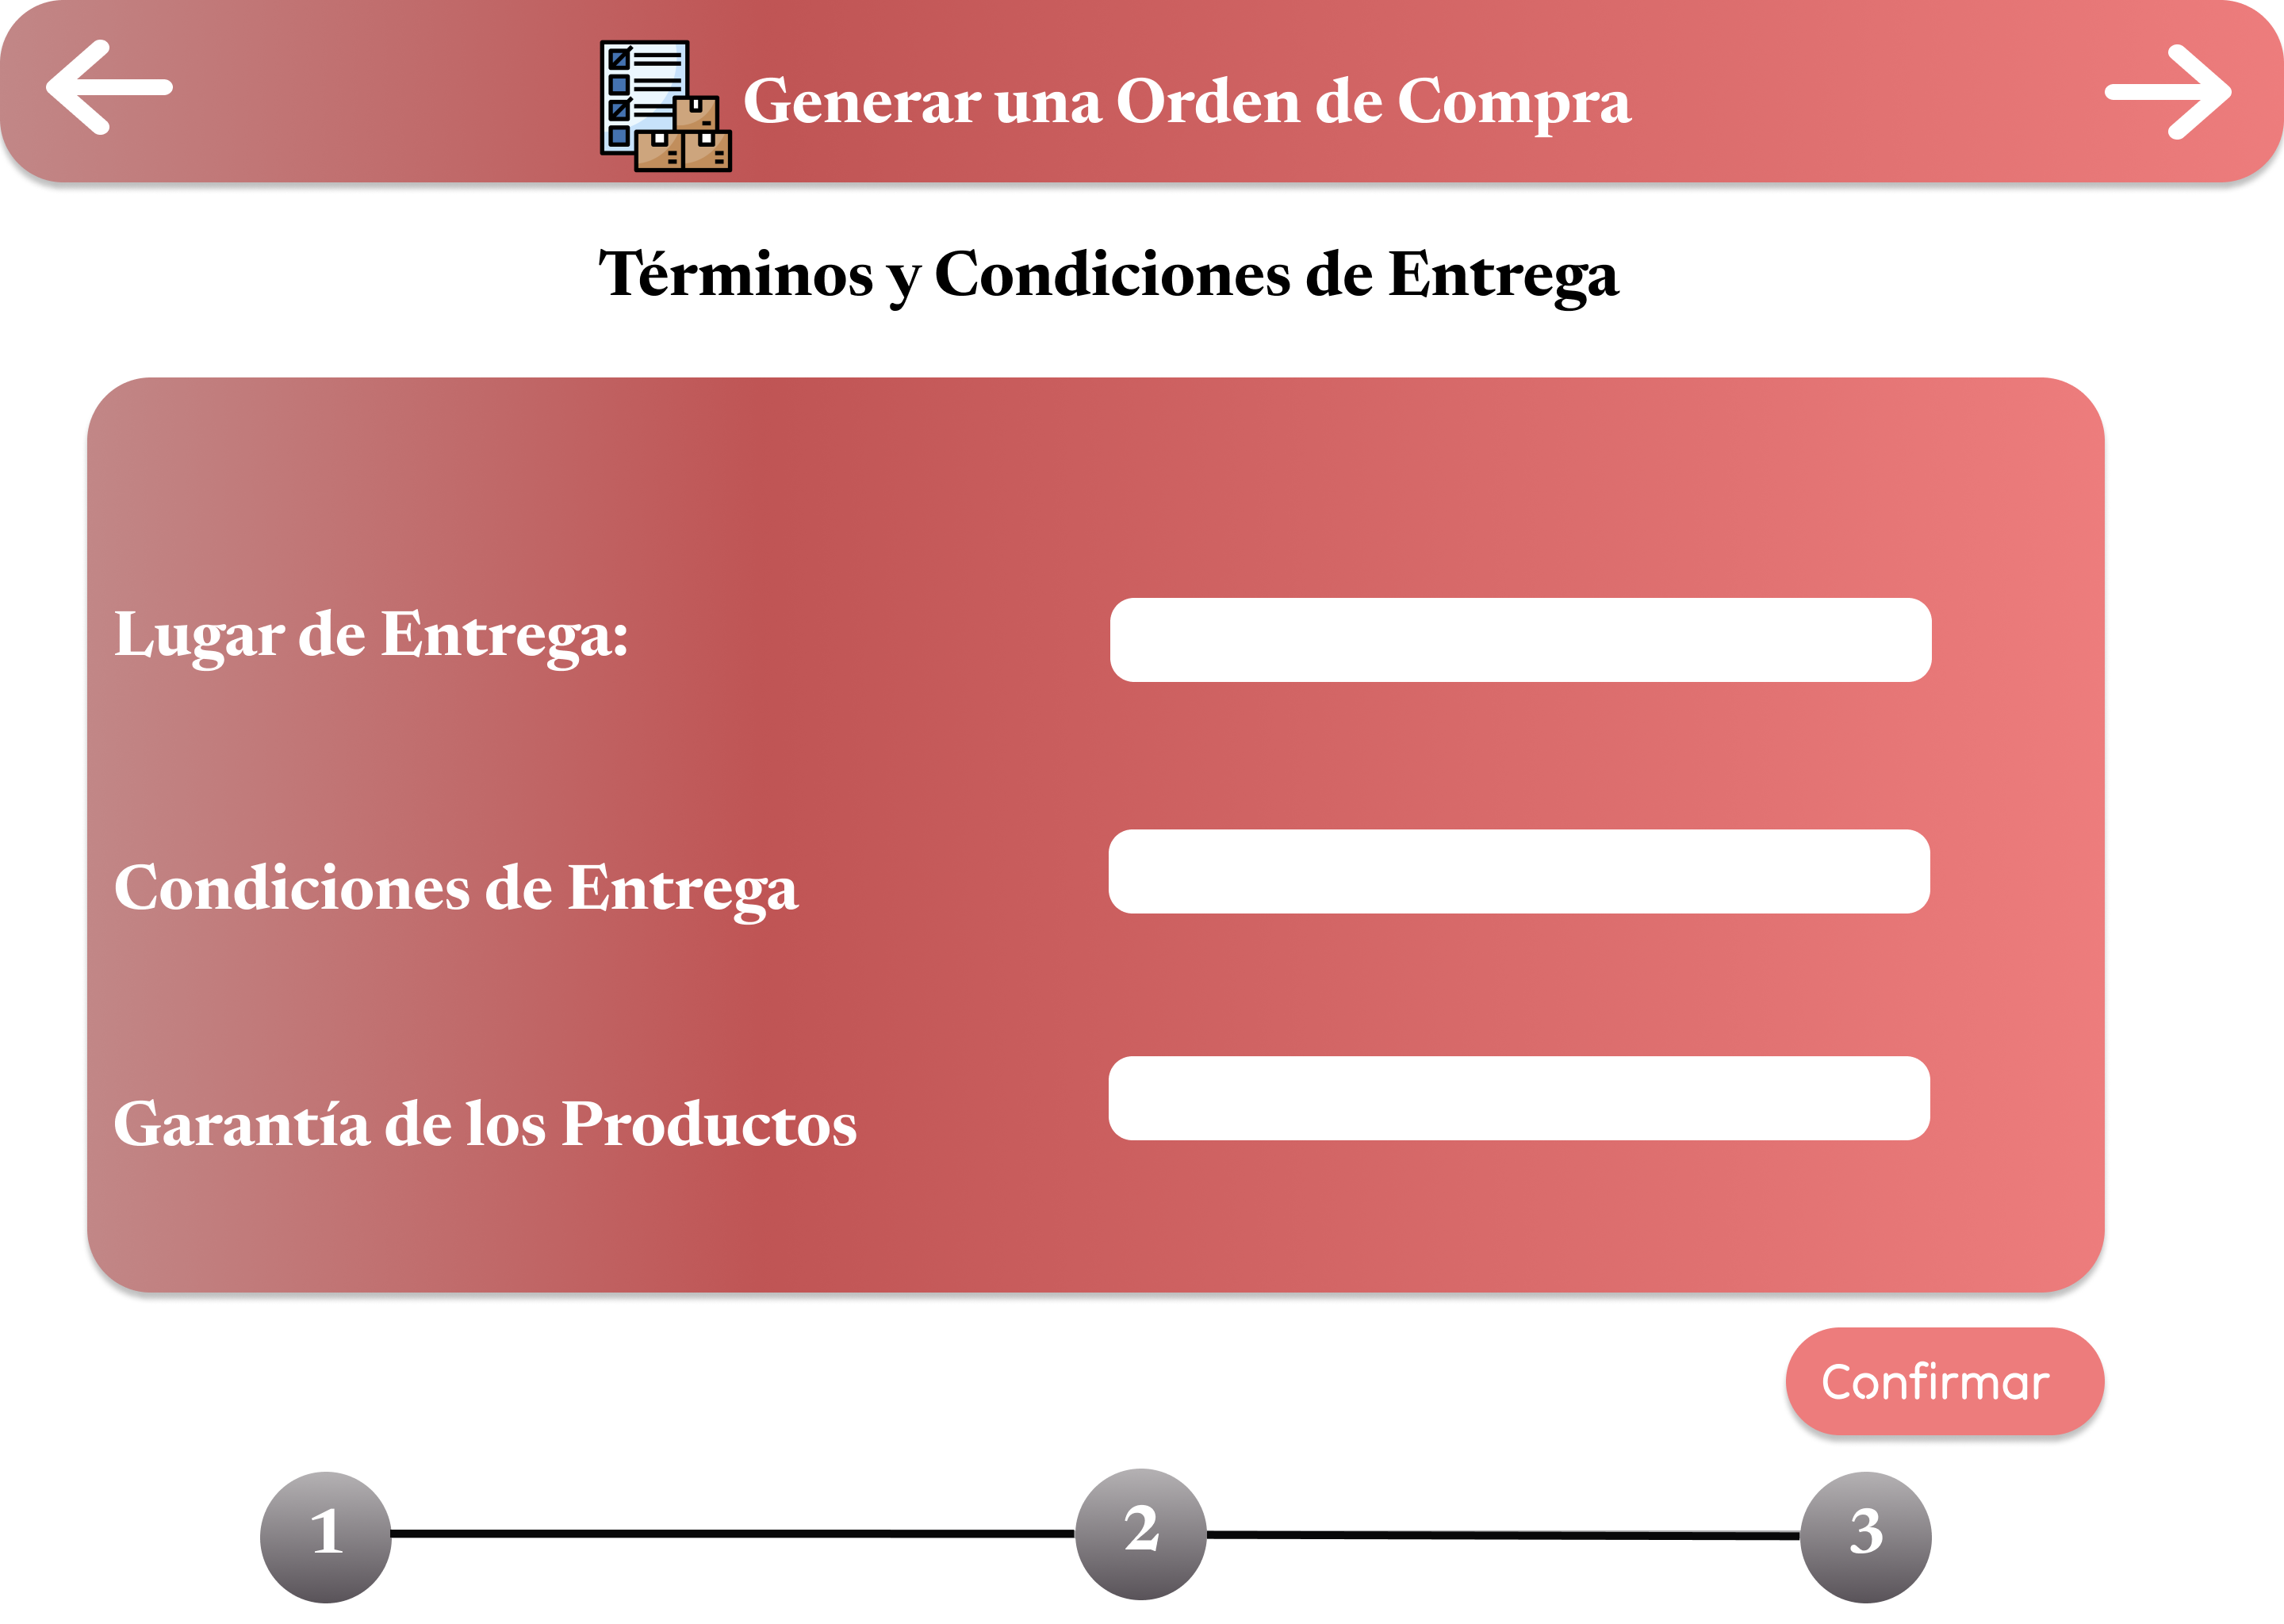 Generar una Orden de Compra
Términos y Condiciones de Entrega
Lugar de Entrega:
Condiciones de Entrega
Garantía de los Productos
Confirmar
1
2
3